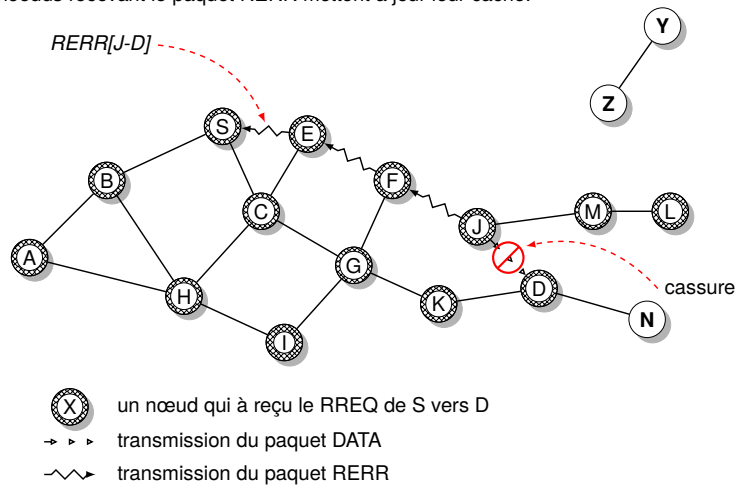 noeuds recevant le paquet RERR mettent à jour leur cache.
Y
RERR[J-D]
Z
S
E
B
F
C
J
M
L
A
G
H
K
D
cassure
N
I
X un nœud qui à reçu le RREQ de S vers D
transmission du paquet DATA
transmission du paquet RERR